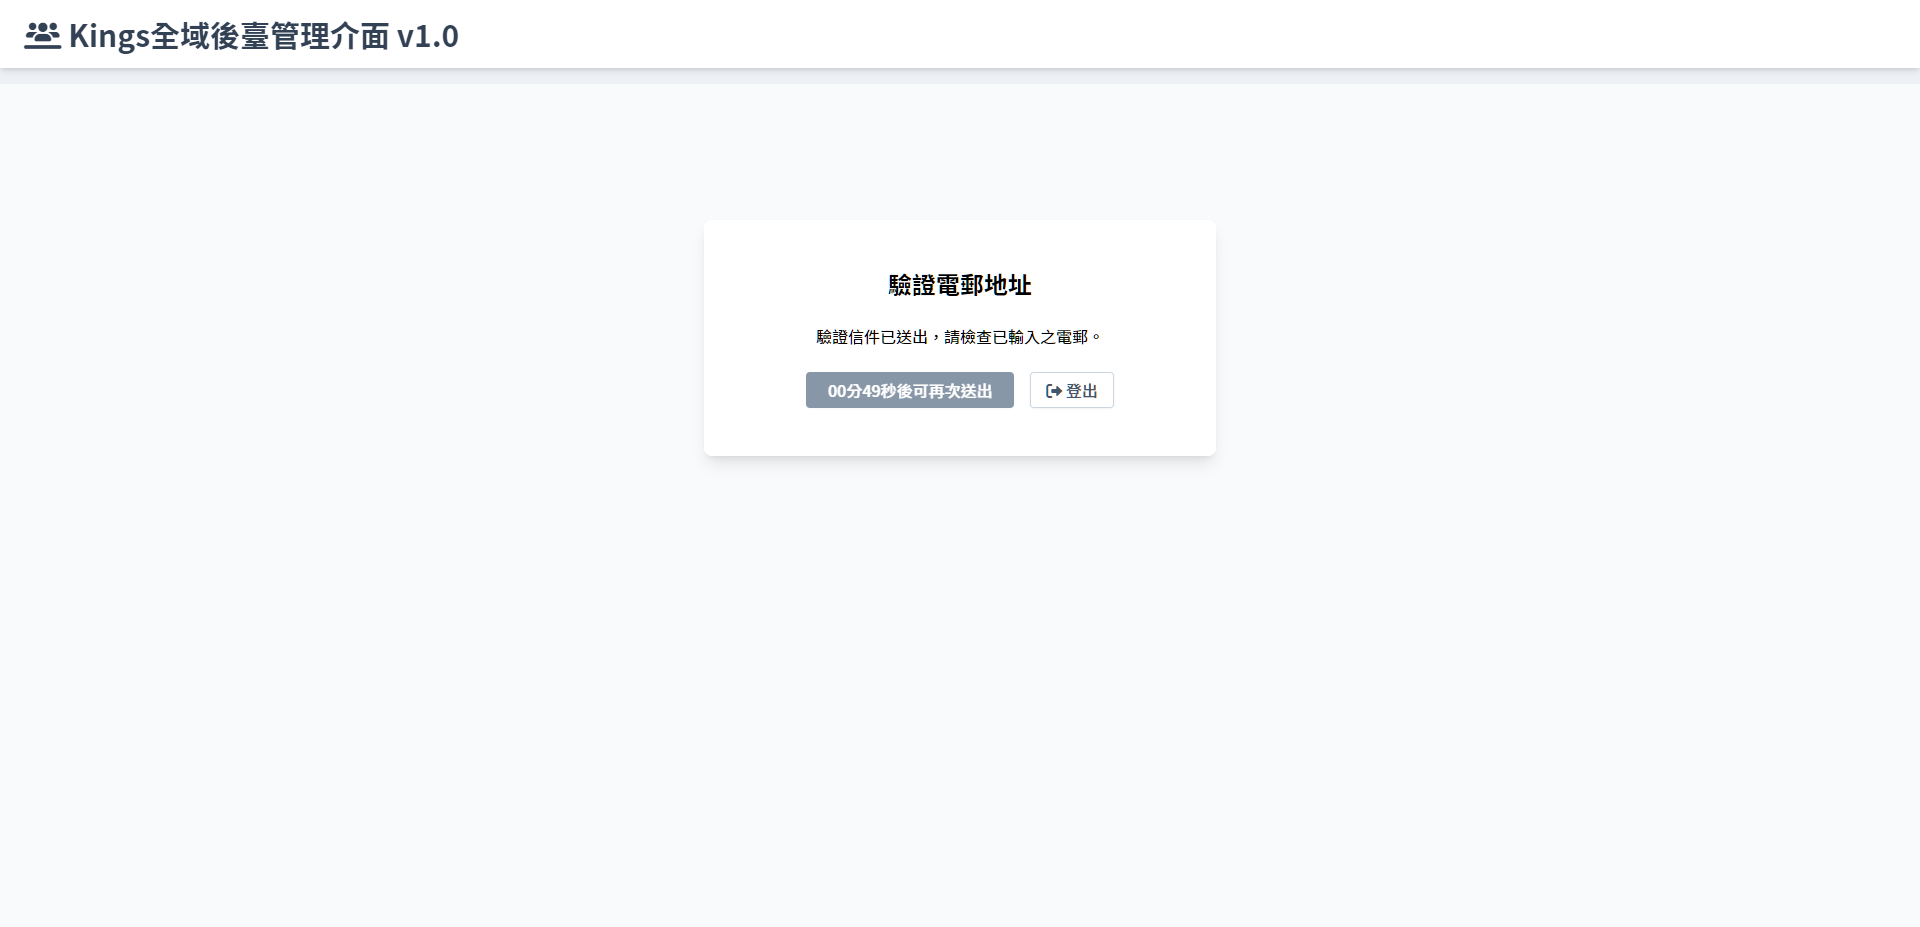 Kings全域後臺管理介面 v1.0
驗證電郵地址
驗證信件已送出，請檢查已輸入之電郵。
00分49秒後可再次送出
登出